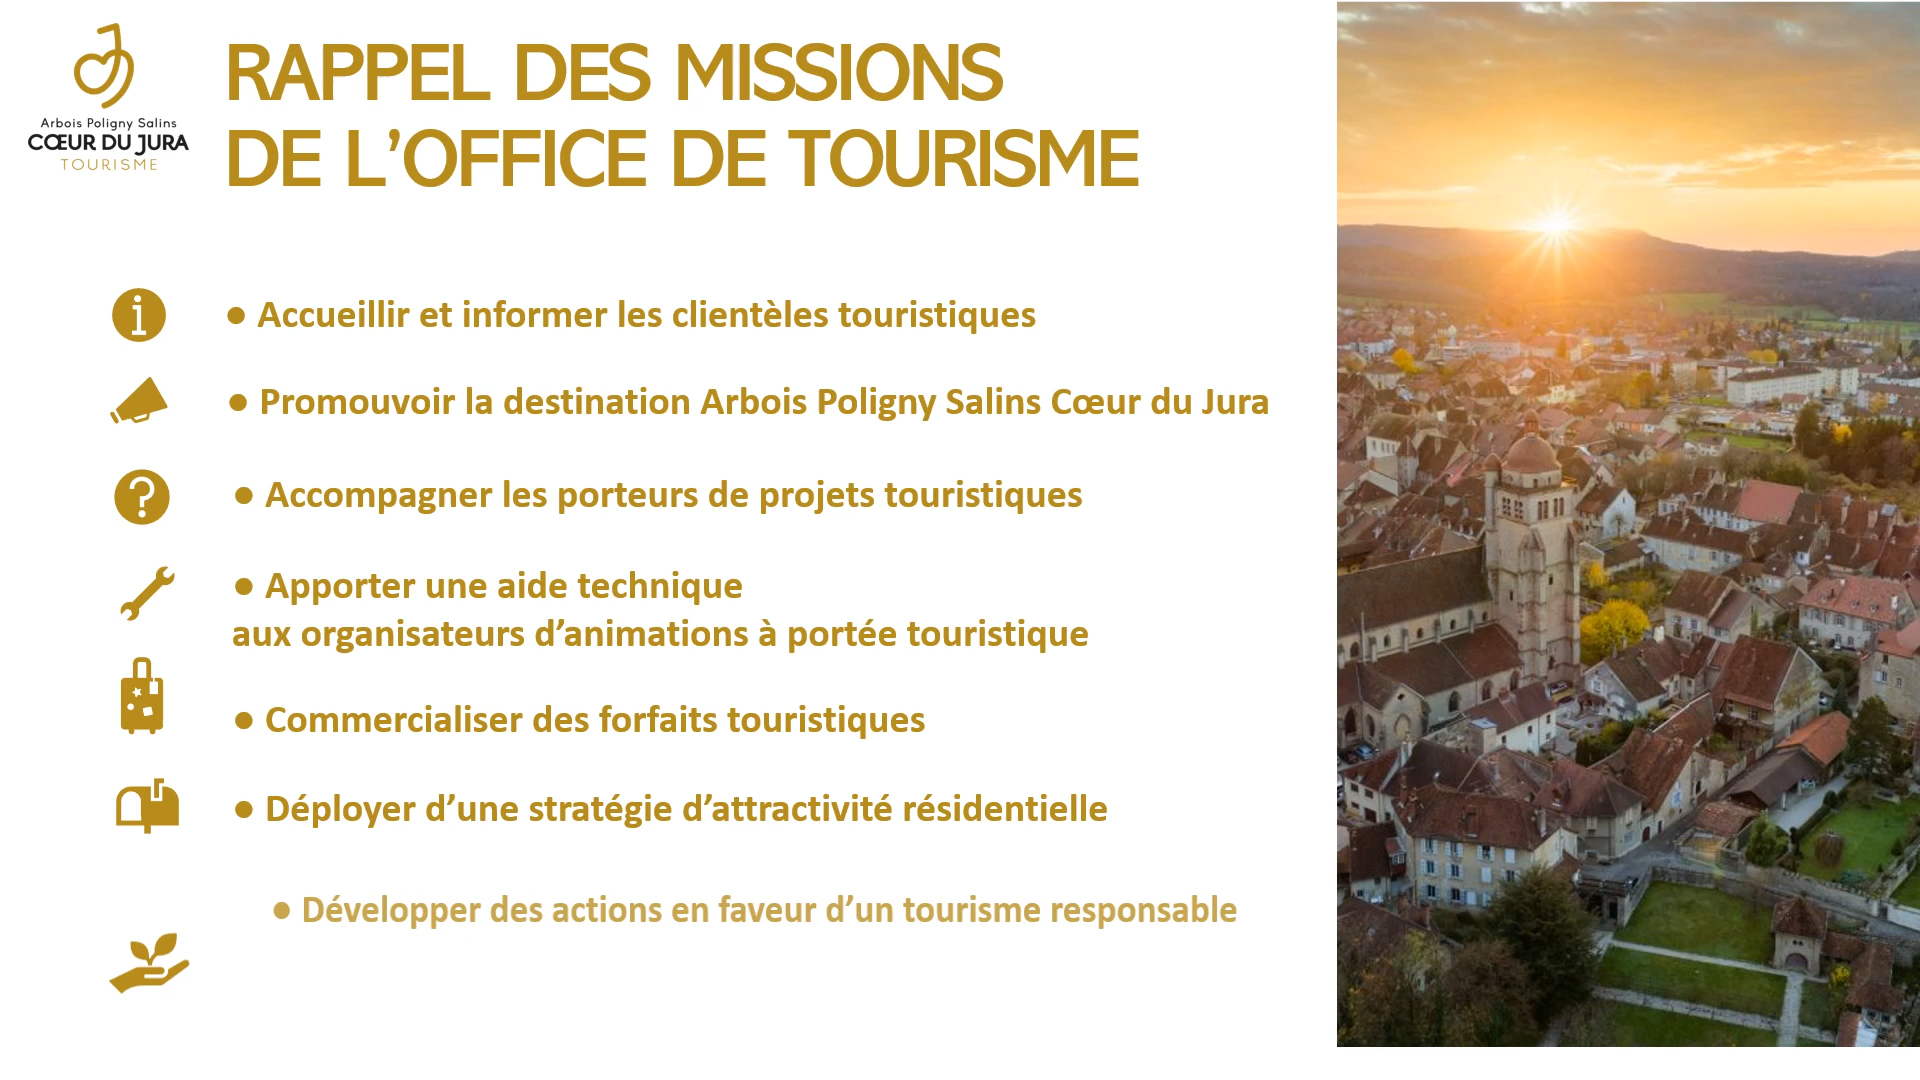 Arbois Poligny Salins
CŒUR DU JURA
TOURISME
RAPPEL DES MISSIONS
DE L’OFFICE DE TOURISME
● Accueillir et informer les clientèles touristiques
● Promouvoir la destination Arbois Poligny Salins Cœur du Jura
● Accompagner les porteurs de projets touristiques
● Apporter une aide technique
aux organisateurs d’animations à portée touristique
● Commercialiser des forfaits touristiques
● Déployer d’une stratégie d’attractivité résidentielle
● Développer des actions en faveur d’un tourisme responsable